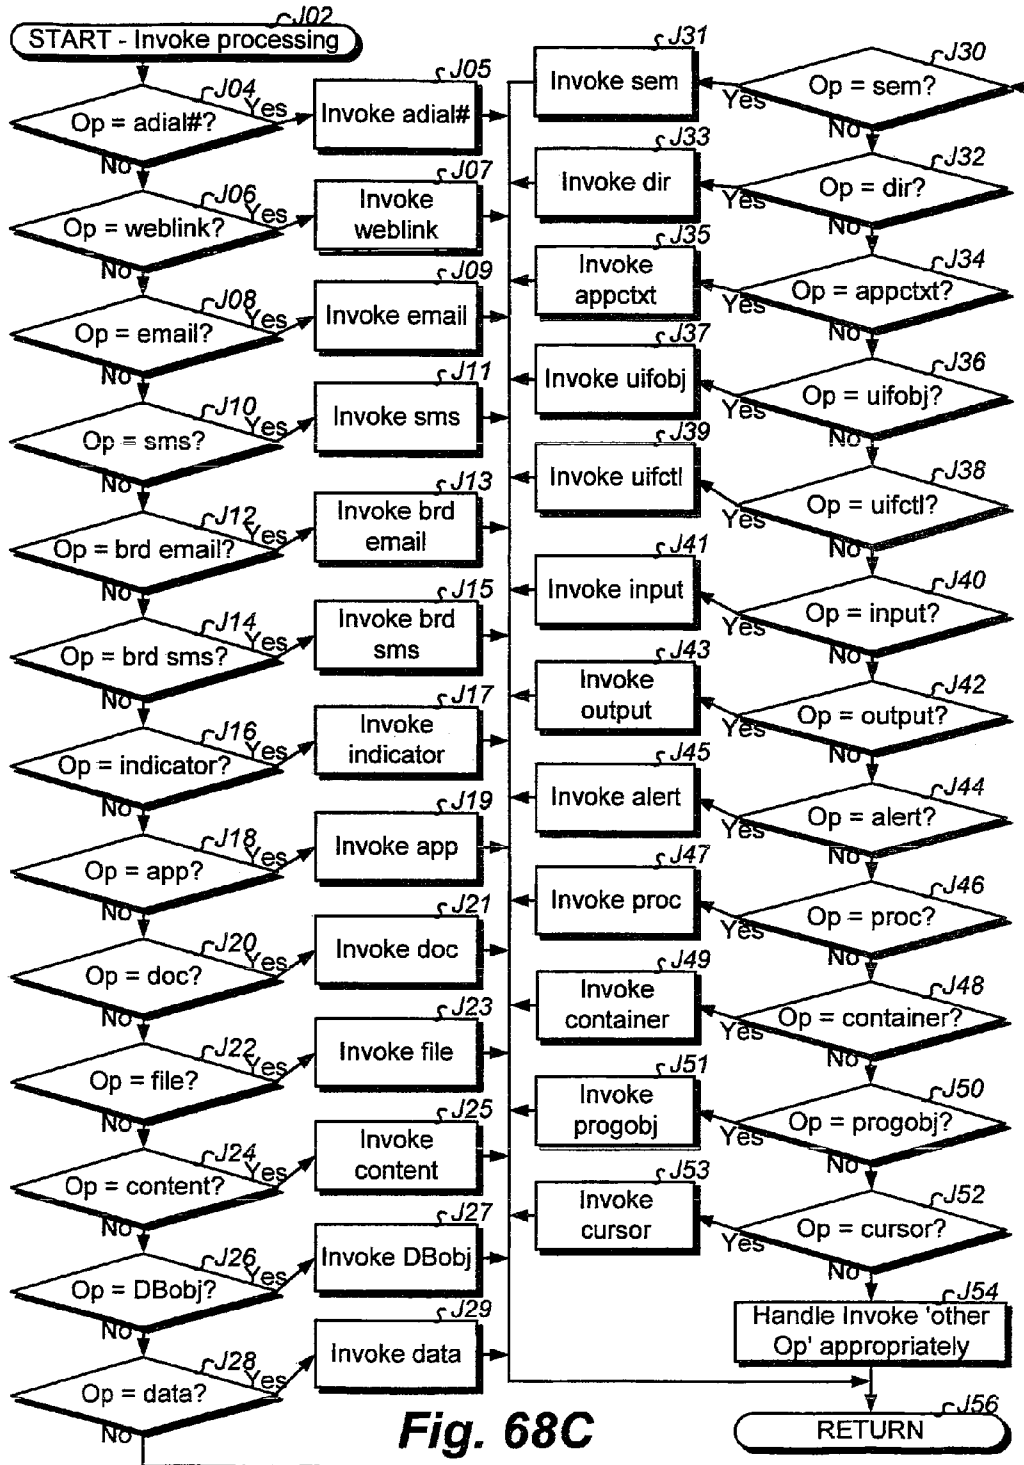 J02
START - Invoke processing
J04
Op = adial#?
Yes
No
J05
Invoke adial#
J06
Op = weblink?
Yes
No
J07
Invoke
weblink
J08
Op = email?
Yes
No
J09
Invoke email
J10
Op = sms?
Yes
No
J11
Invoke sms
J12
Op = brd email?
Yes
No
J13
Invoke brd
email
J14
Op = brd sms?
Yes
No
J15
Invoke brd
sms
J16
Op = indicator?
Yes
No
J17
Invoke
indicator
J18
Op = app?
Yes
No
J19
Invoke app
J20
Op = doc?
Yes
No
J21
Invoke doc
J22
Op = file?
Yes
No
J23
Invoke file
J24
Op = content?
Yes
No
J25
Invoke
content
J26
Op = DBobj?
Yes
No
J27
Invoke DBobj
J28
Op = data?
Yes
No
J29
Invoke data
J30
Op = sem?
Yes
No
J31
Invoke sem
J32
Op = dir?
Yes
No
J33
Invoke dir
J34
Op = appctxt?
Yes
No
J35
Invoke
appctxt
J36
Op = uifobj?
Yes
No
J37
Invoke uifobj
J38
Op = uifctl?
Yes
No
J39
Invoke uifctl
J40
Op = input?
Yes
No
J41
Invoke input
J42
Op = output?
Yes
No
J43
Invoke
output
J44
Op = alert?
Yes
No
J45
Invoke alert
J46
Op = proc?
Yes
No
J47
Invoke proc
J48
Op = container?
Yes
No
J49
Invoke
container
J50
Op = progobj?
Yes
No
J51
Invoke
progobj
J52
Op = cursor?
Yes
No
J53
Invoke
cursor
J54
Handle Invoke 'other
Op' appropriately
J56
RETURN
Fig. 68C